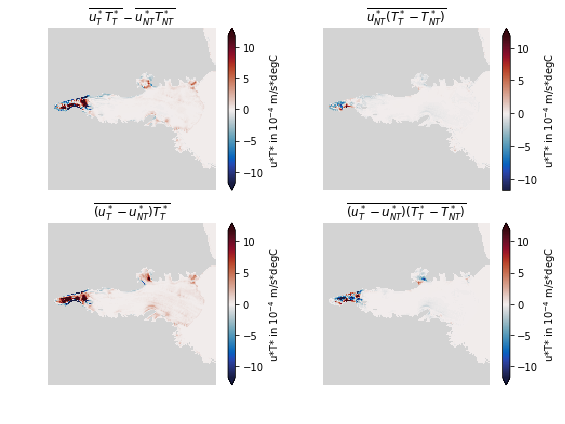 $\overline{u_T^* T_T^*} - \overline{u_{NT}^* T_{NT}^*}$
$\overline{u_{NT}^*(T_T^* - T_{NT}^*)}$
10
5
0
−5
−10
u*T* in 10⁻⁴ m/s*degC
10
5
0
−5
−10
u*T* in 10⁻⁴ m/s*degC
$\overline{(u_T^* - u_{NT}^*)T_T^*}$
$\overline{(u_T^* - u_{NT}^*)(T_T^* - T_{NT}^*)}$
10
5
0
−5
−10
u*T* in 10⁻⁴ m/s*degC
10
5
0
−5
−10
u*T* in 10⁻⁴ m/s*degC